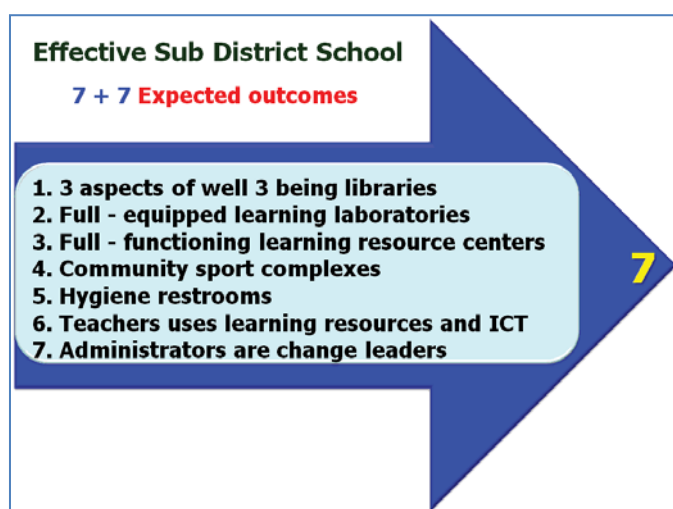 Effective Sub District School
7 + 7 Expected outcomes
1. 3 aspects of well 3 being libraries
2. Full - equipped learning laboratories
3. Full - functioning learning resource centers
4. Community sport complexes
5. Hygiene restrooms
6. Teachers uses learning resources and ICT
7. Administrators are change leaders
7